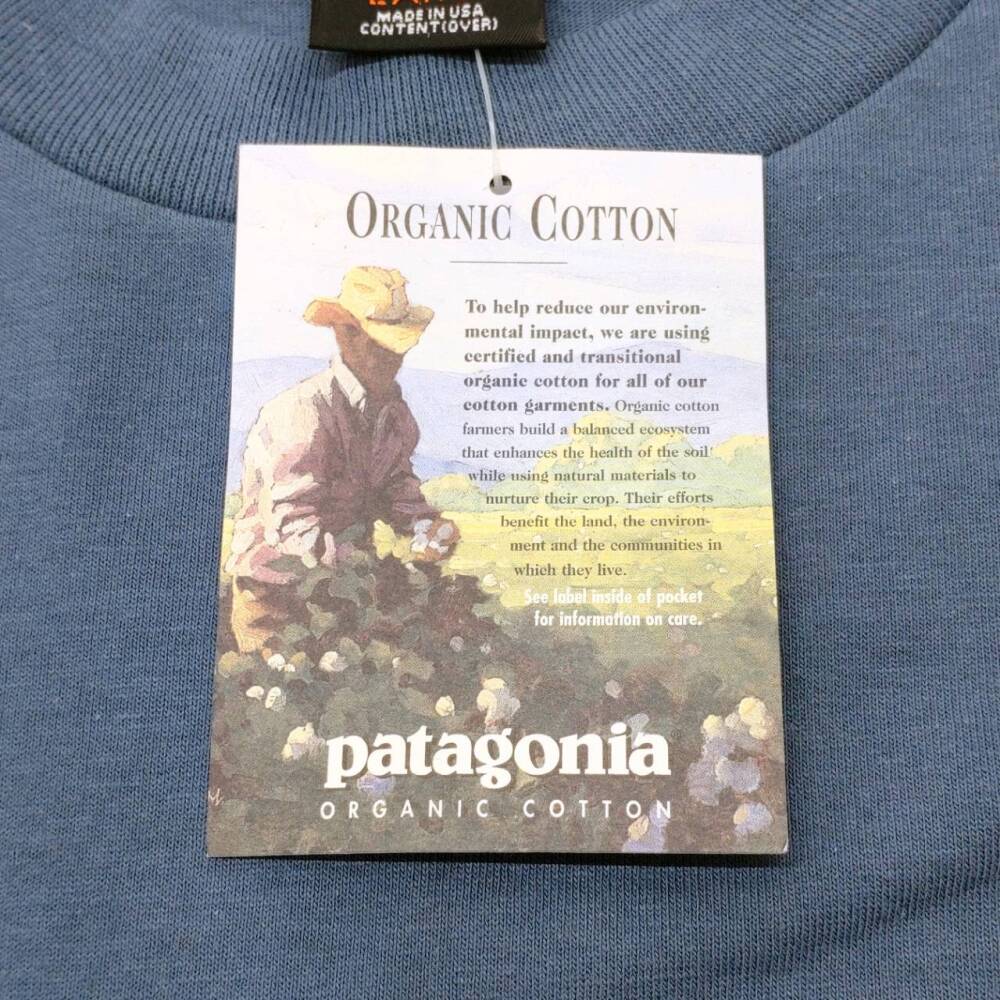 MADE IN USA
CONTENT(OVER)
ORGANIC COTTON
To help reduce our environ-
mental impact, we are using
certified and transitional
organic cotton for all of our
cotton garments. Organic cotton
farmers build a balanced ecosystem
that enhances the health of the soil
while using natural materials to
nurture their crop. Their efforts
benefit the land, the environ-
ment and the communities in
which they live.
See label inside of pocket
for information on care.
patagonia
ORGANIC COTTON